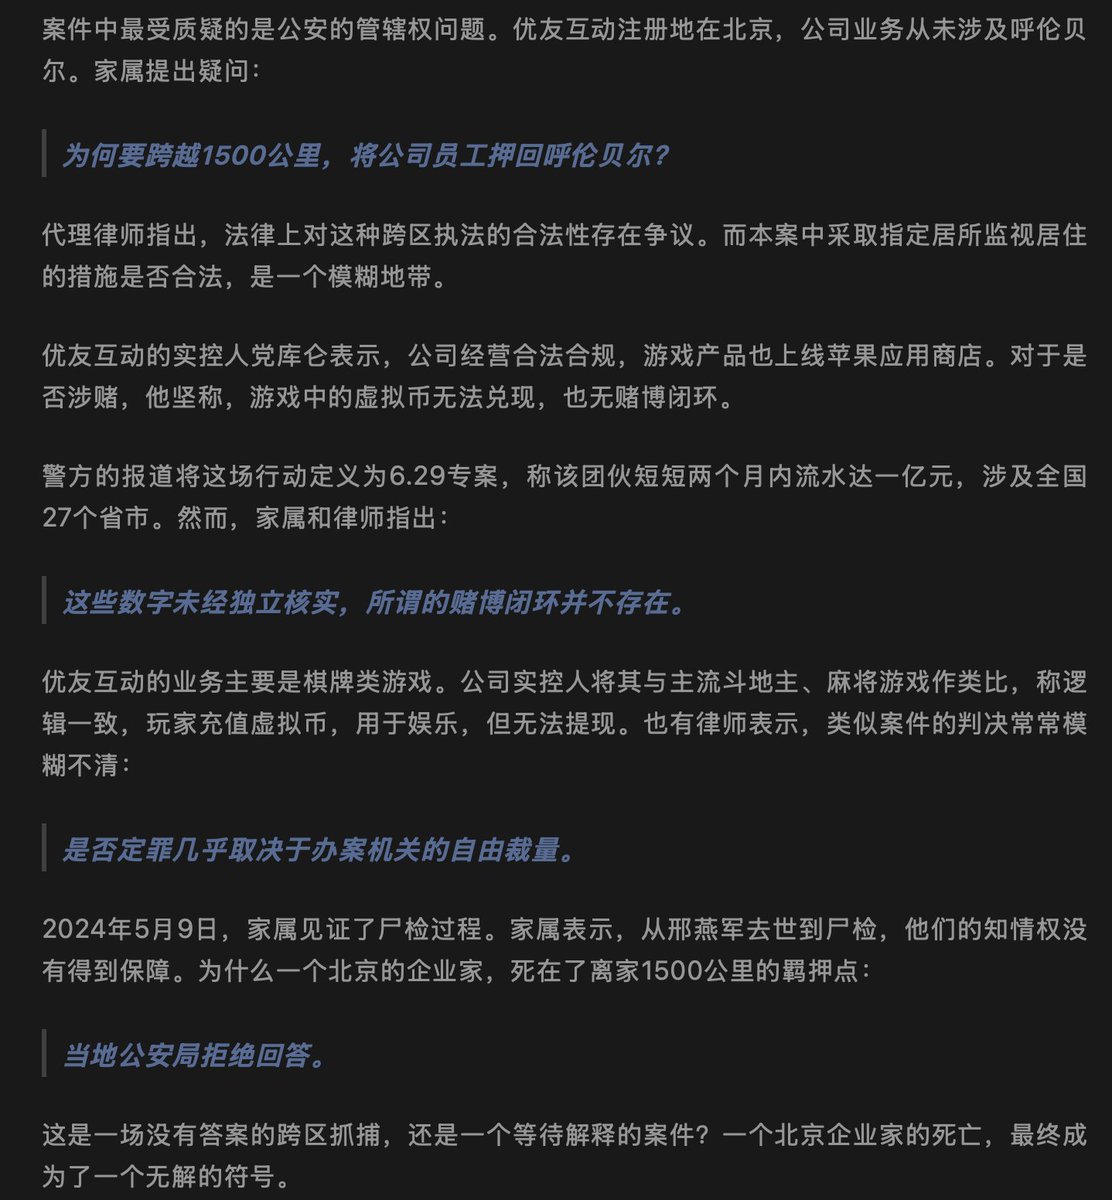 案件中最受质疑的是公安的管辖权问题。优友互动注册地在北京，公司业务从未涉及呼伦贝
尔。家属提出疑问：
为何要跨越1500公里，将公司员工押回呼伦贝尔？
代理律师指出，法律上对这种跨区执法的合法性存在争议。而本案中采取指定居所监视居住
的措施是否合法，是一个模糊地带。
优友互动的实控人党库仑表示，公司经营合法合规，游戏产品也上线苹果应用商店。对于是
否涉赌，他坚称，游戏中的虚拟币无法兑现，也无赌博闭环。
警方的报道将这场行动定义为6.29专案，称该团伙短短两个月内流水达一亿元，涉及全国
27个省市。然而，家属和律师指出：
这些数字未经独立核实，所谓的赌博闭环并不存在。
优友互动的业务主要是棋牌类游戏。公司实控人将其与主流斗地主、麻将游戏作类比，称逻
辑一致，玩家充值虚拟币，用于娱乐，但无法提现。也有律师表示，类似案件的判决常常模
糊不清：
是否定罪几乎取决于办案机关的自由裁量。
2024年5月9日，家属见证了尸检过程。家属表示，从邢燕军去世到尸检，他们的知情权没
有得到保障。为什么一个北京的企业家，死在了离家1500公里的羁押点：
当地公安局拒绝回答。
这是一场没有答案的跨区抓捕，还是一个等待解释的案件？一个北京企业家的死亡，最终成
为了一个无解的符号。